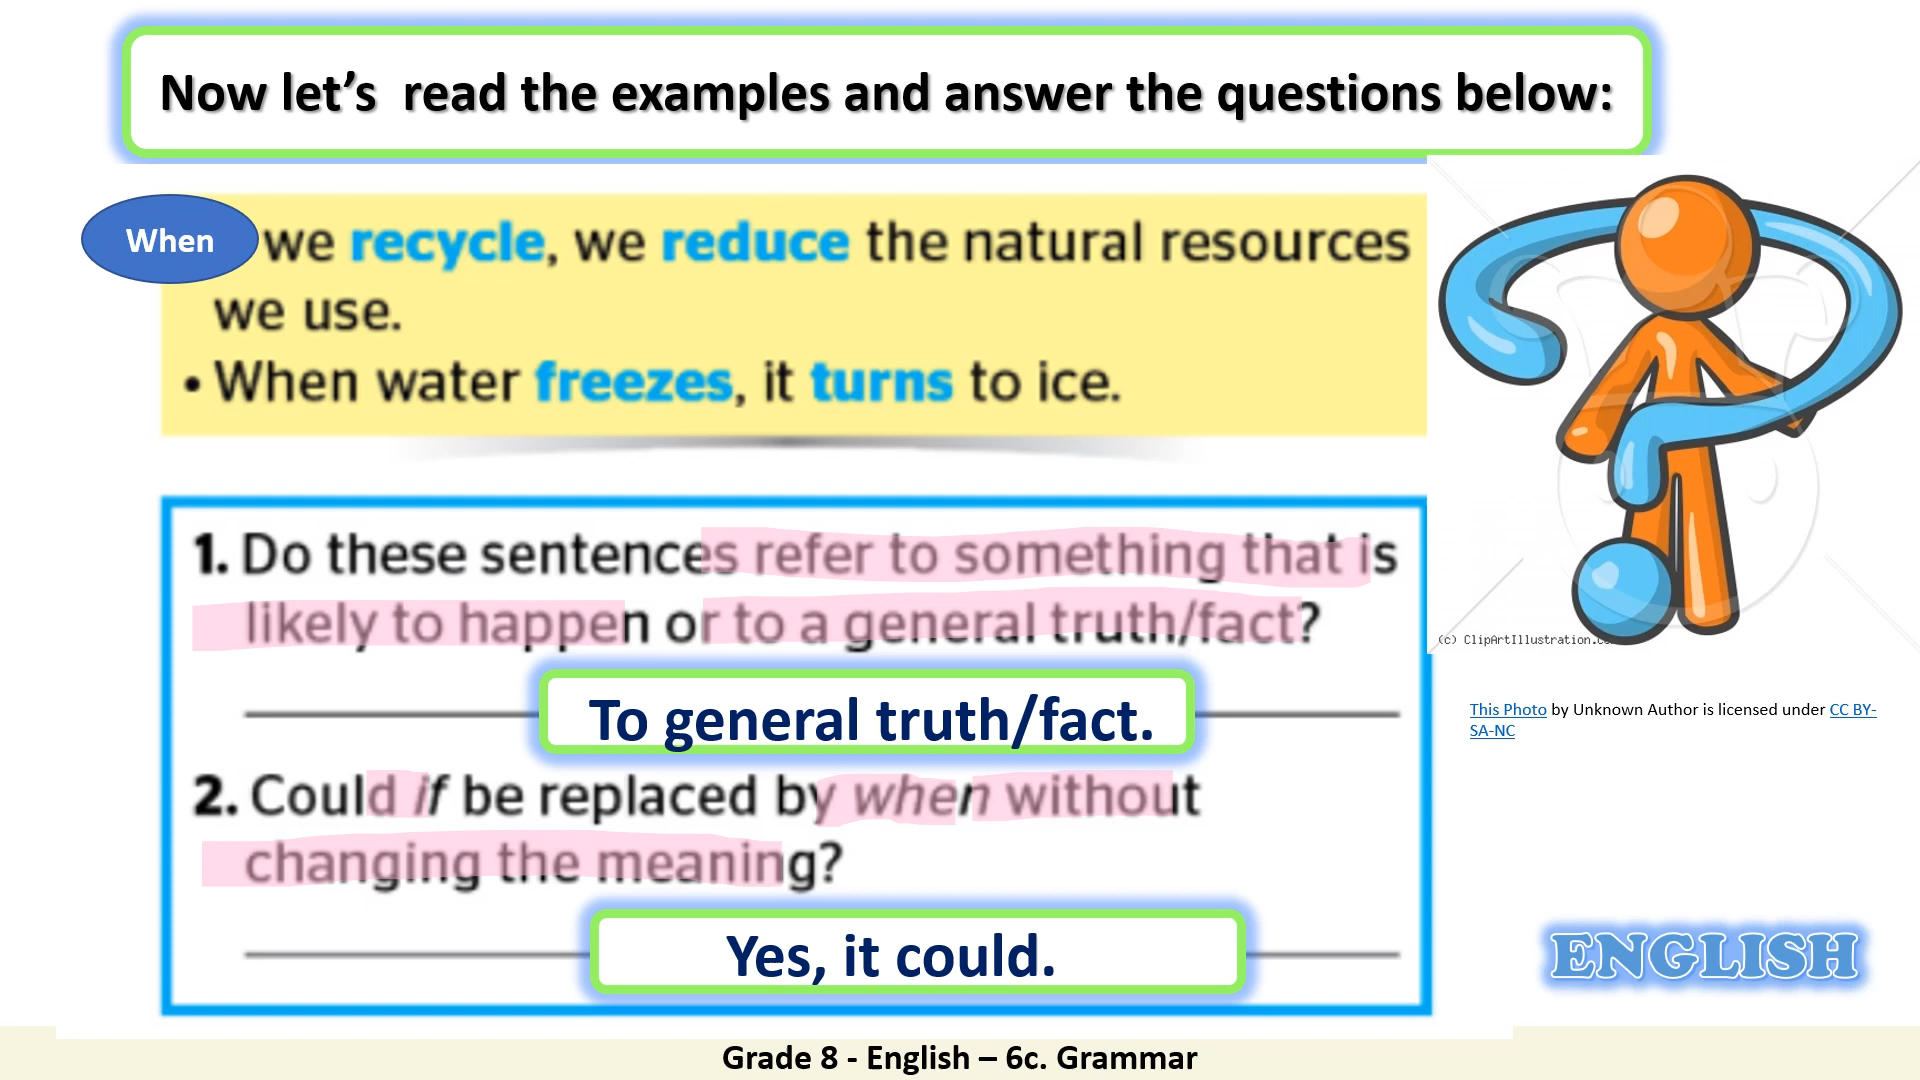 Now let’s  read the examples and answer the questions below:
When we recycle, we reduce the natural resources
we use.
• When water freezes, it turns to ice.
1. Do these sentences refer to something that is
likely to happen or to a general truth/fact?
To general truth/fact.
2. Could if be replaced by when without
changing the meaning?
Yes, it could.
(c) ClipArtIllustration.c
This Photo by Unknown Author is licensed under CC BY-
SA-NC
ENGLISH
Grade 8 - English – 6c. Grammar